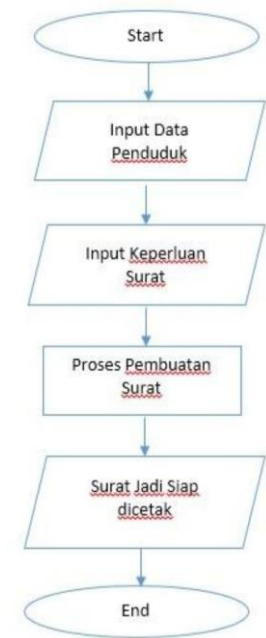 Start
Input Data
Penduduk
Input Keperluan
Surat
Proses Pembuatan
Surat
Surat Jadi Siap
dicetak
End